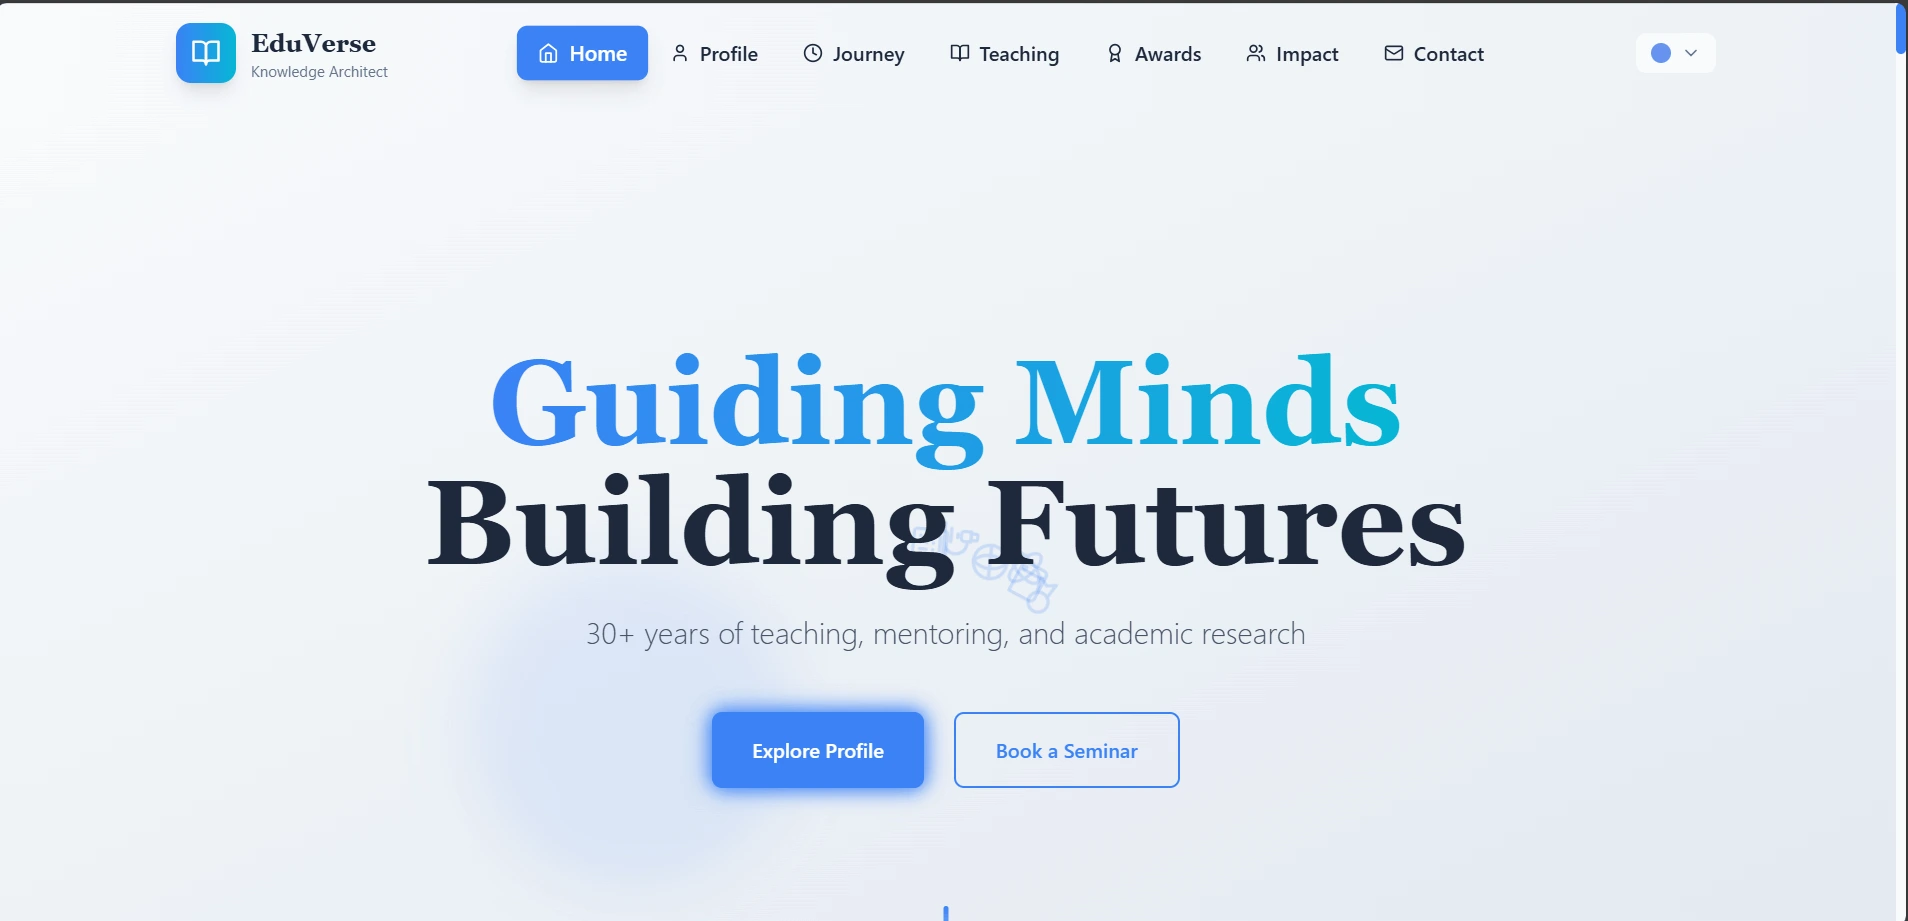 EduVerse
Knowledge Architect
Home
Profile
Journey
Teaching
Awards
Impact
Contact
Guiding Minds
Building Futures
30+ years of teaching, mentoring, and academic research
Explore Profile
Book a Seminar